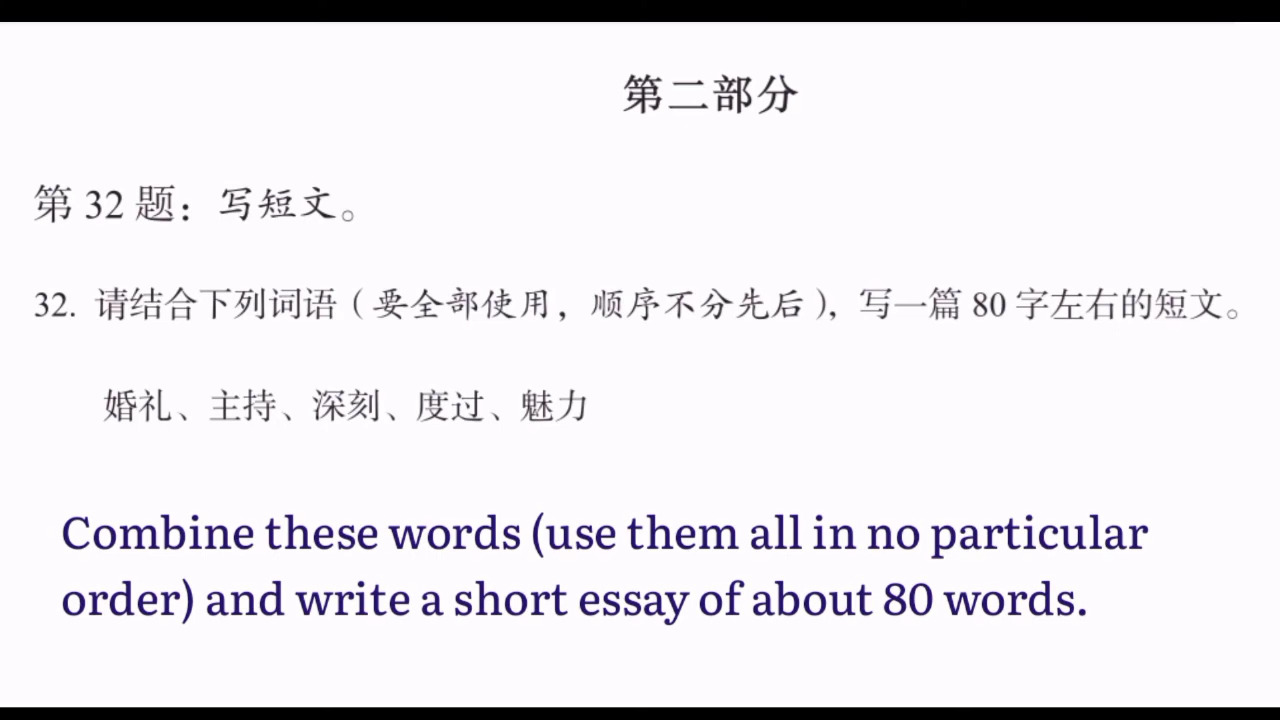 第二部分
第 32 题：写短文。
32. 请结合下列词语（要全部使用，顺序不分先后），写一篇 80 字左右的短文。
婚礼、主持、深刻、度过、魅力
Combine these words (use them all in no particular
order) and write a short essay of about 80 words.